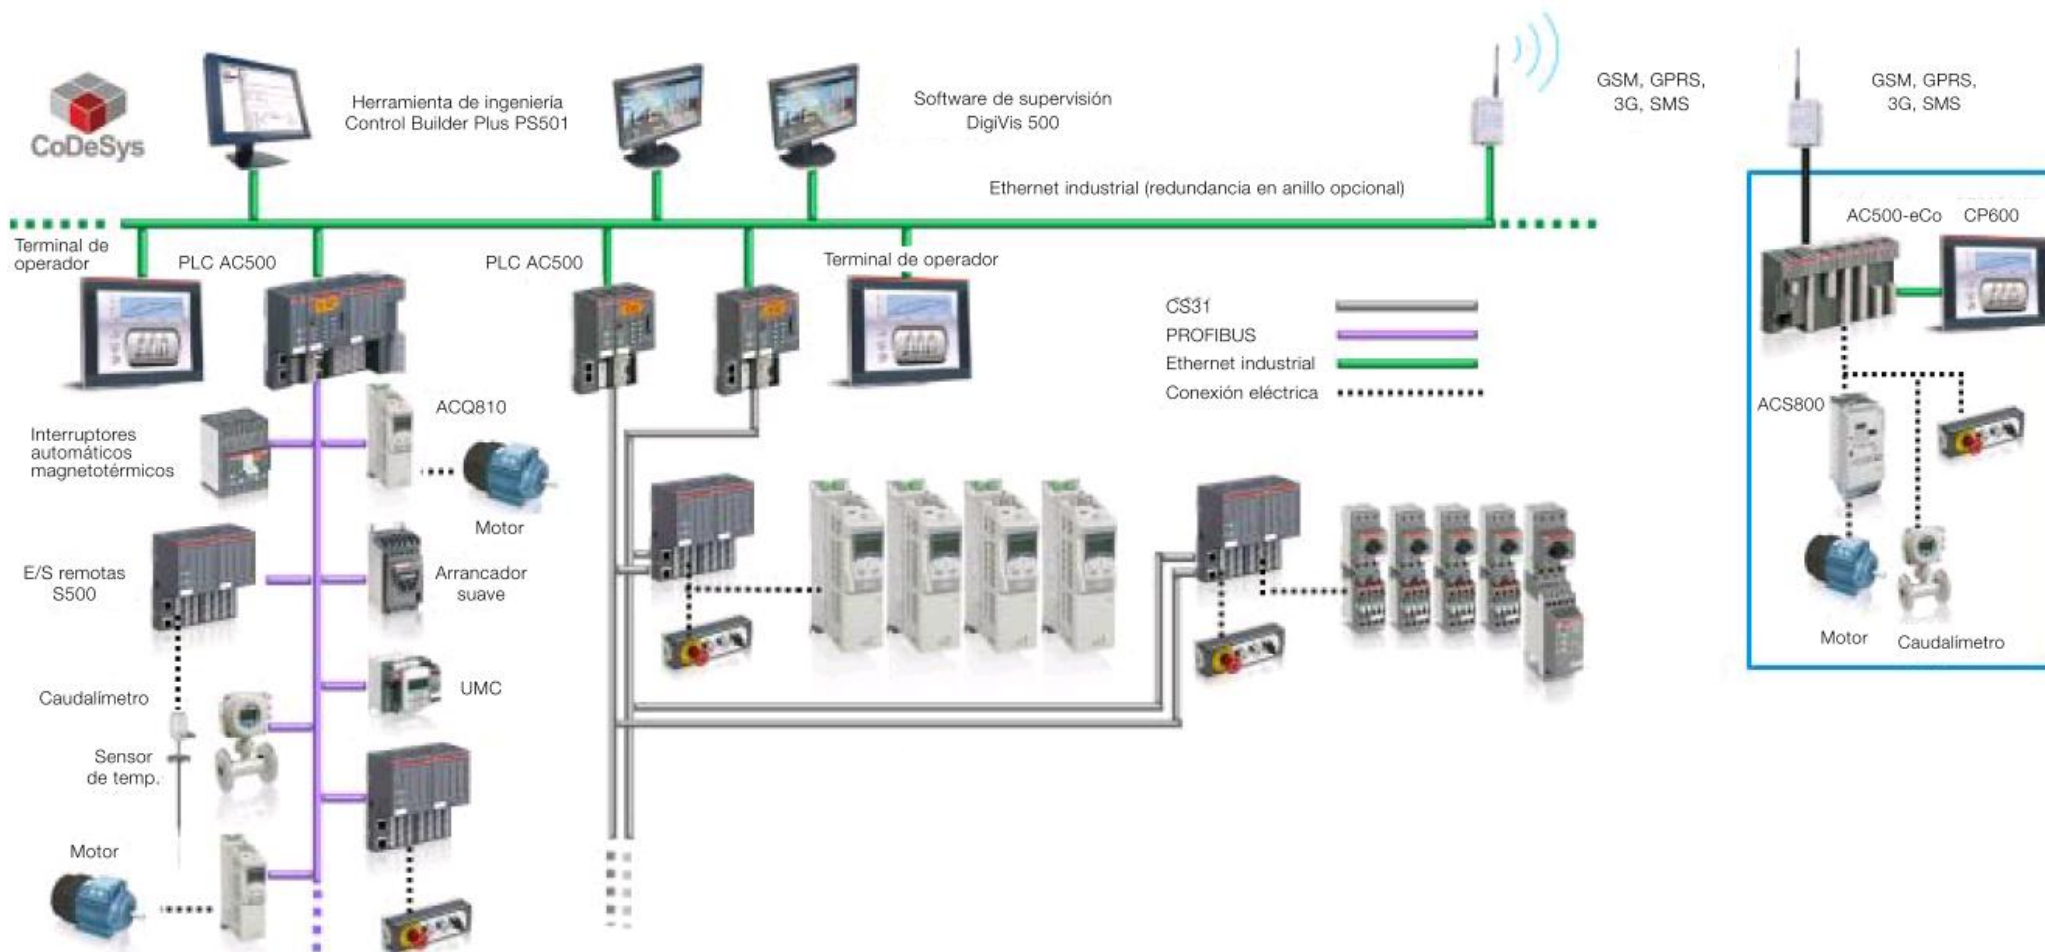 CoDeSys
Herramienta de ingeniería
Control Builder Plus PS501
Software de supervisión
DigiVis 500
GSM, GPRS,
3G, SMS
GSM, GPRS,
3G, SMS
Ethernet industrial (redundancia en anillo opcional)
AC500-eCo
CP600
Terminal de
operador
PLC AC500
PLC AC500
Terminal de operador
CS31
PROFIBUS
Ethernet industrial
Conexión eléctrica
ACS800
ACQ810
Interruptores
automáticos
magnetotérmicos
Motor
E/S remotas
S500
Arrancador
suave
Motor
Caudalímetro
UMC
Caudalímetro
Sensor
de temp.
Motor